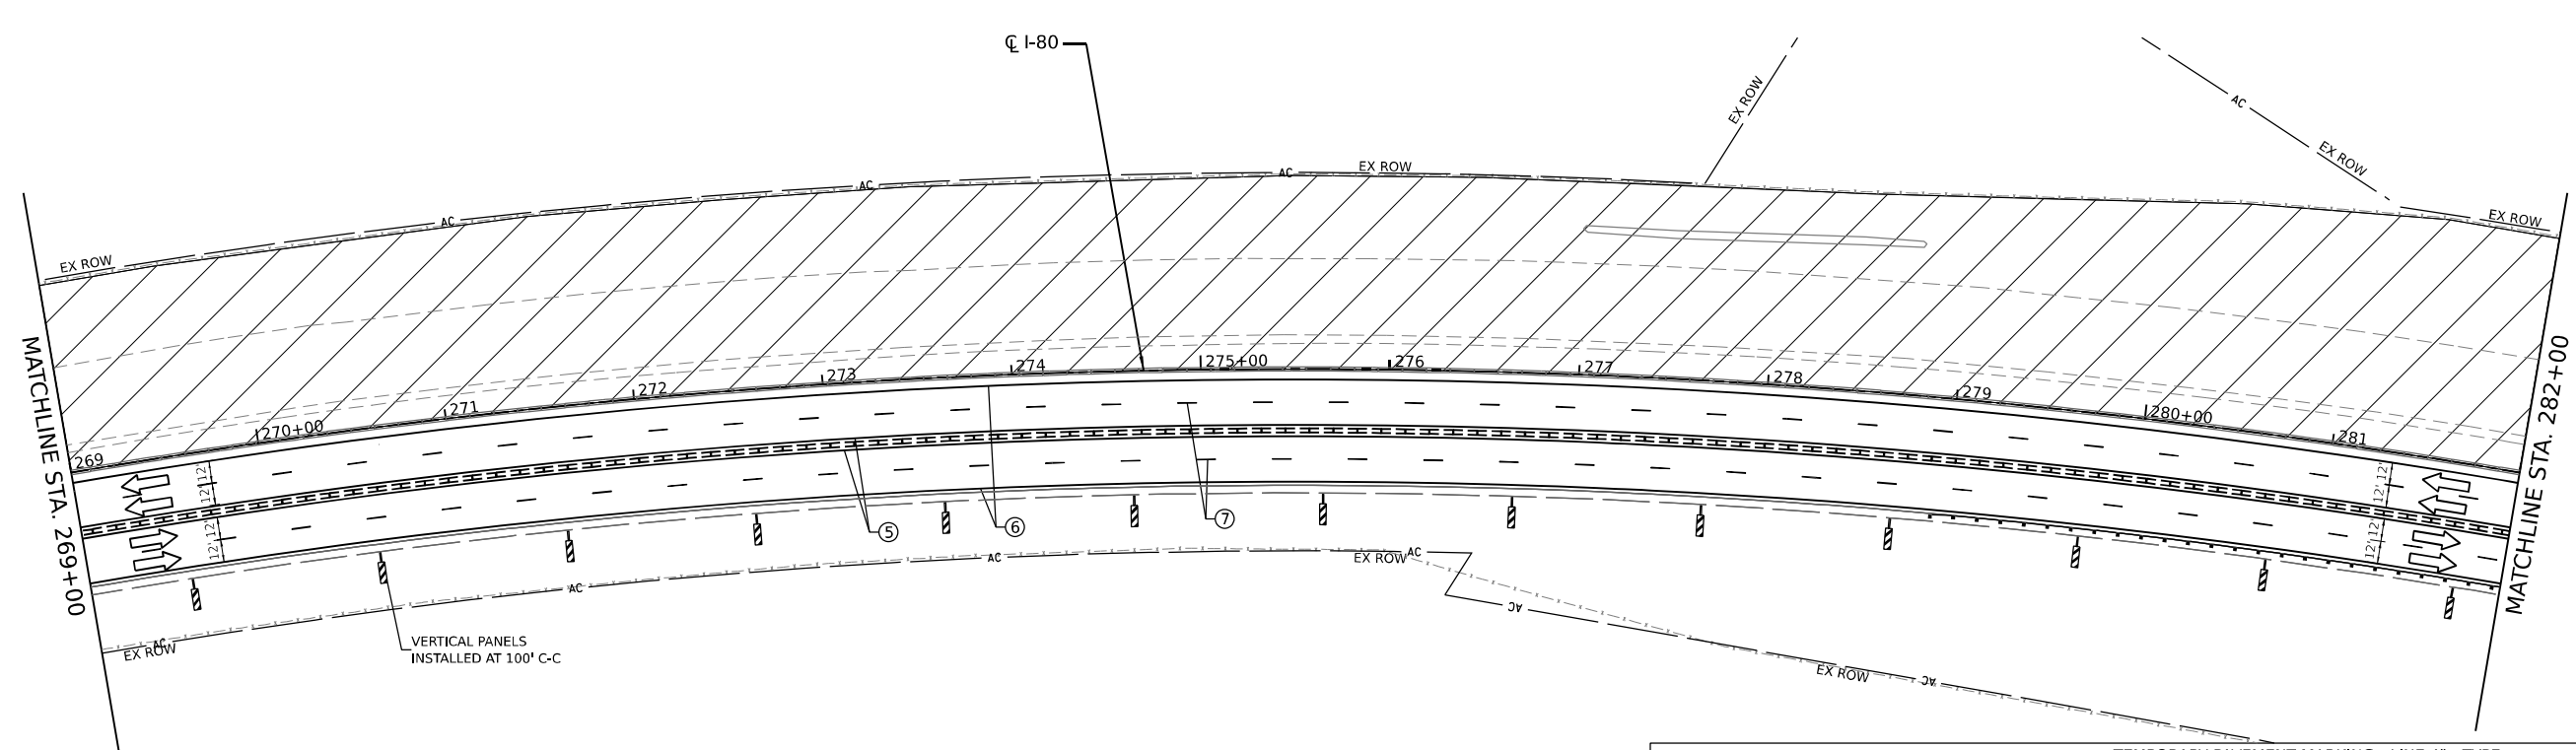 ℄ I-80
EX ROW
AC
EX ROW
AC
EX ROW
AC
EX ROW
AC
EX ROW
MATCHLINE STA. 269+00
269
270+00
271
272
273
274
275+00
276
277
278
279
280+00
281
MATCHLINE STA. 282+00
12' 12'
12' 12'
12' 12'
12' 12'
5
6
7
AC
EX ROW
AC
AC
AC
EX ROW
AC
EX ROW
AC
VERTICAL PANELS
INSTALLED AT 100' C-C